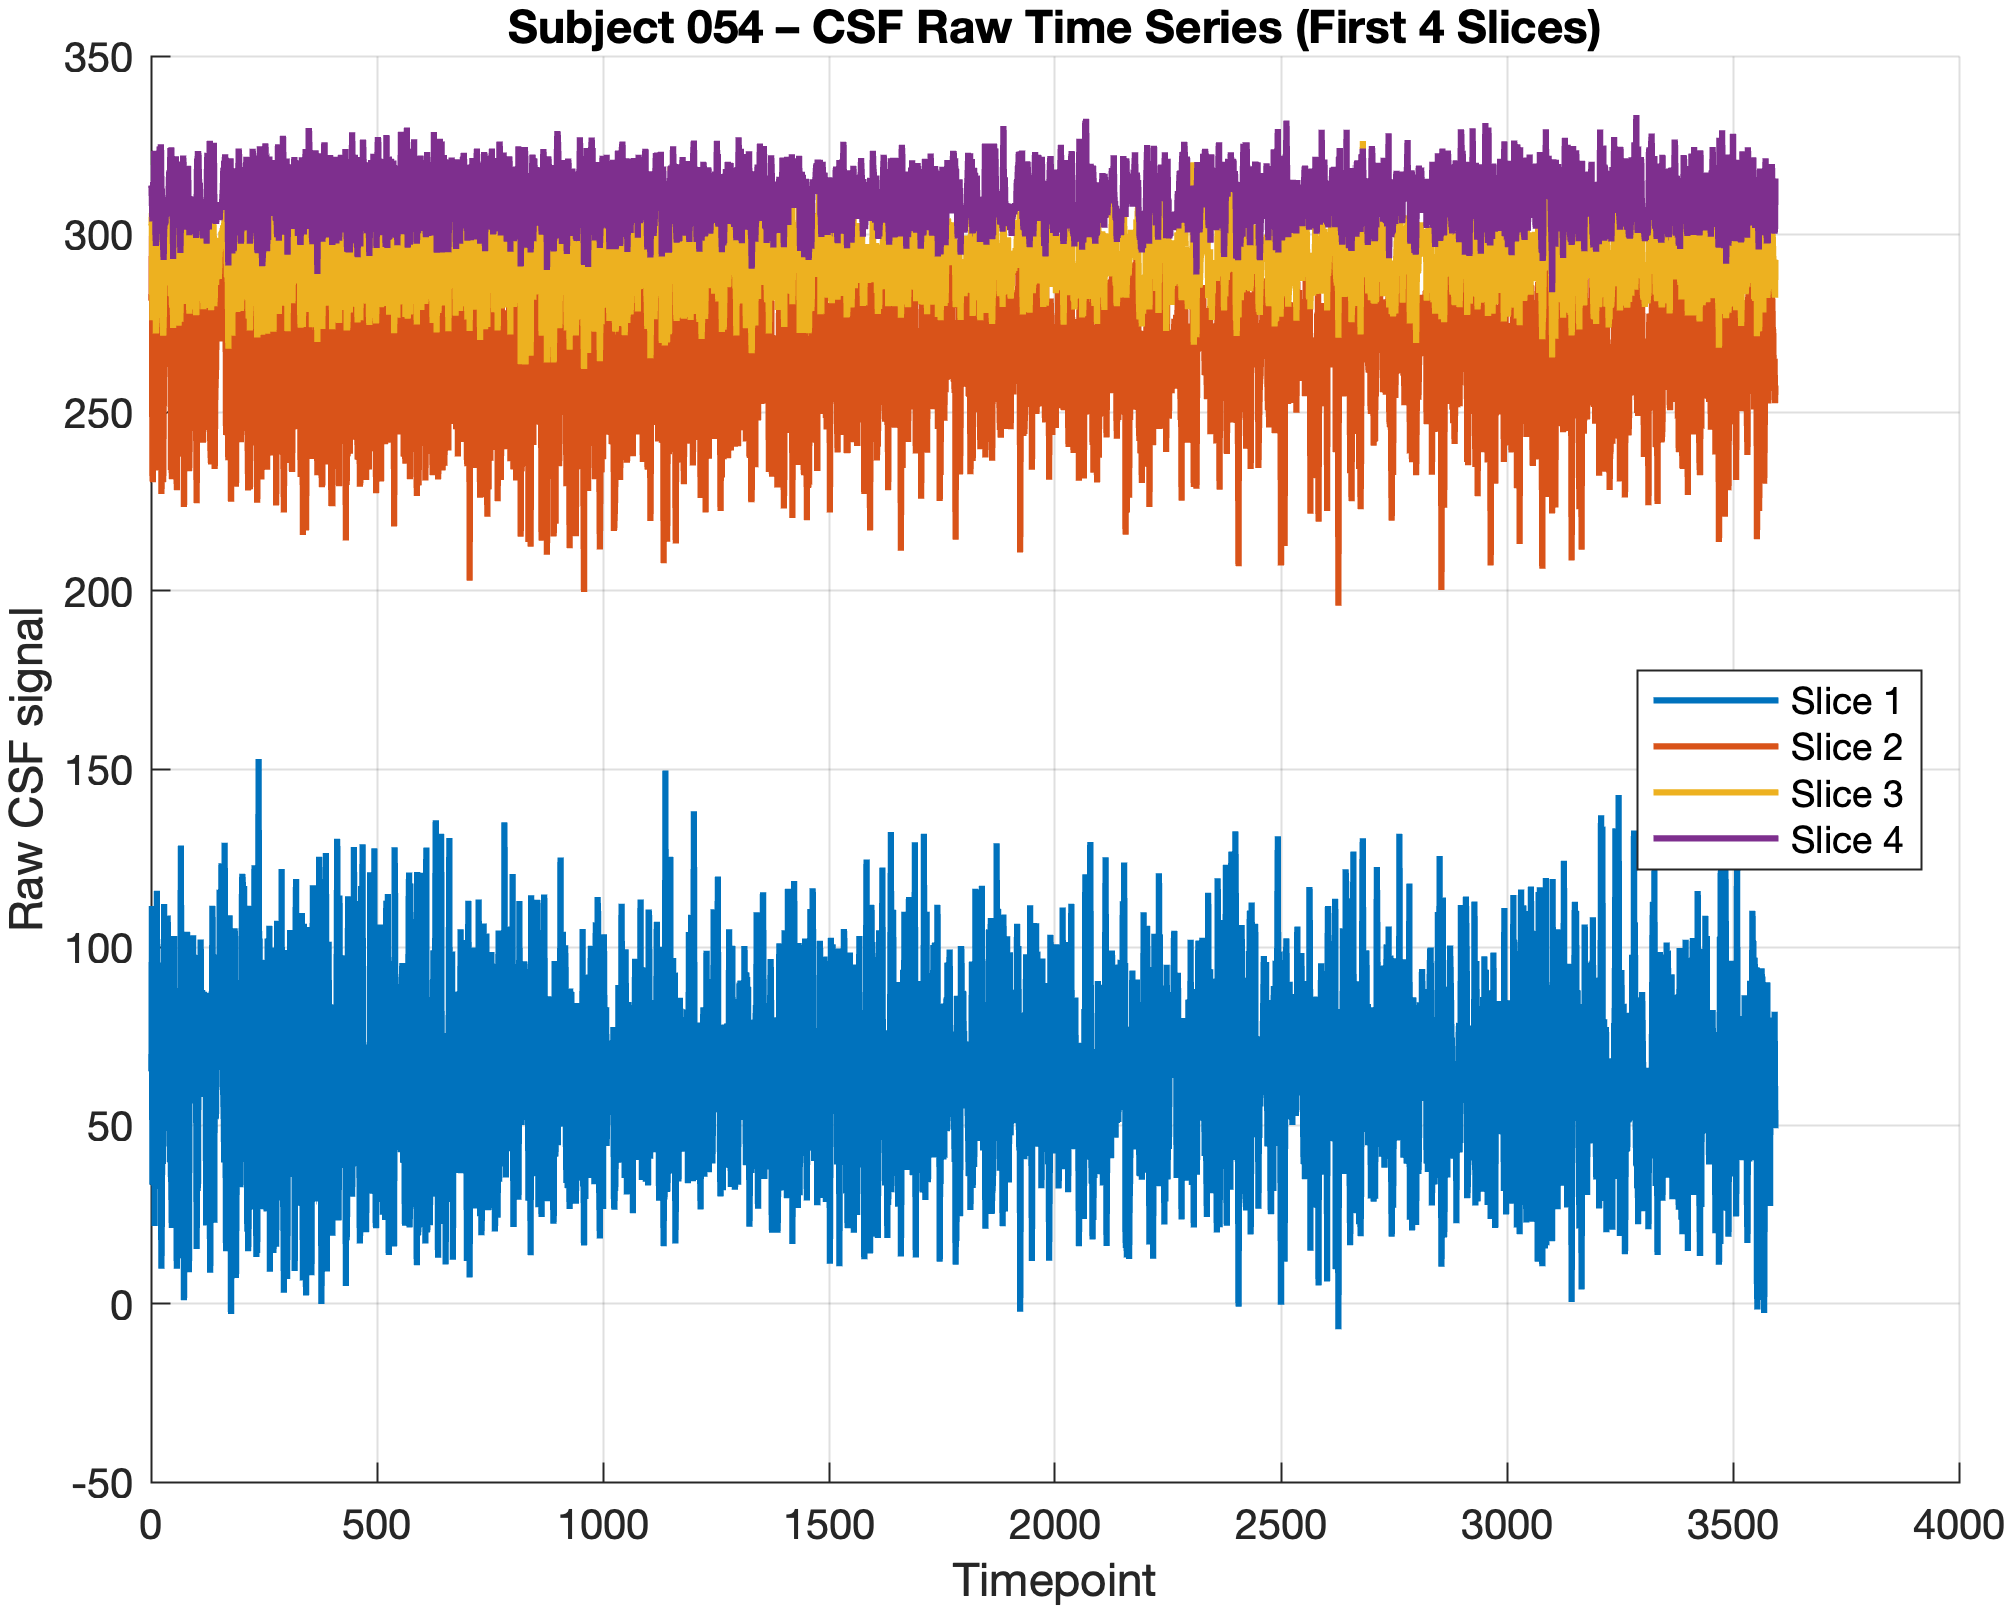 Subject 054 – CSF Raw Time Series (First 4 Slices)
350
300
250
200
150
100
50
0
-50
Raw CSF signal
Slice 1
Slice 2
Slice 3
Slice 4
0 500 1000 1500 2000 2500 3000 3500 4000
Timepoint